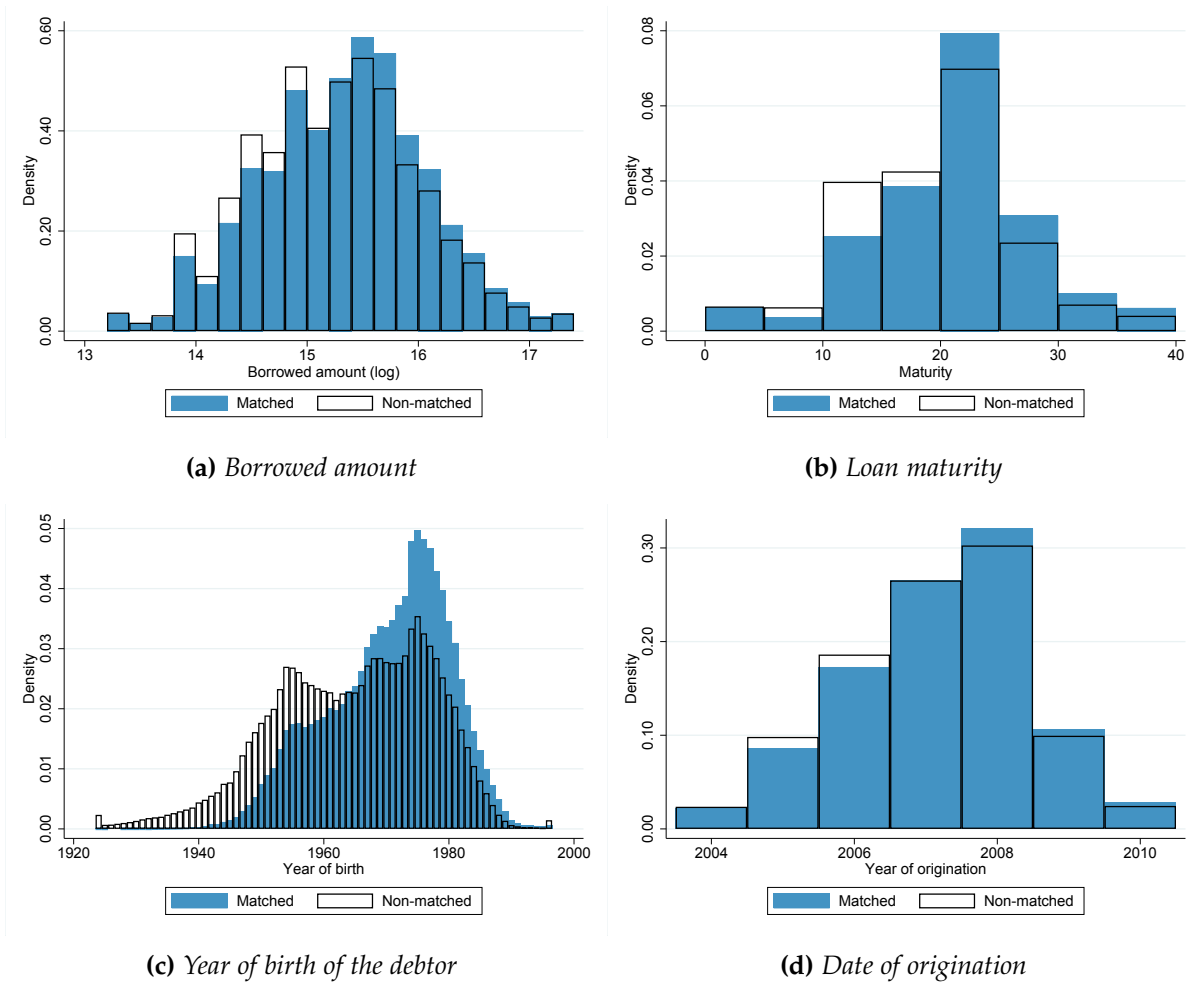 0.60
0.40
0.20
0.00
Density
13 14 15 16 17
Borrowed amount (log)
Matched Non-matched
(a) Borrowed amount
0.08
0.06
0.04
0.02
0.00
Density
0 10 20 30 40
Maturity
Matched Non-matched
(b) Loan maturity
0.05
0.04
0.03
0.02
0.01
0.00
Density
1920 1940 1960 1980 2000
Year of birth
Matched Non-matched
(c) Year of birth of the debtor
0.30
0.20
0.10
0.00
Density
2004 2006 2008 2010
Year of origination
Matched Non-matched
(d) Date of origination